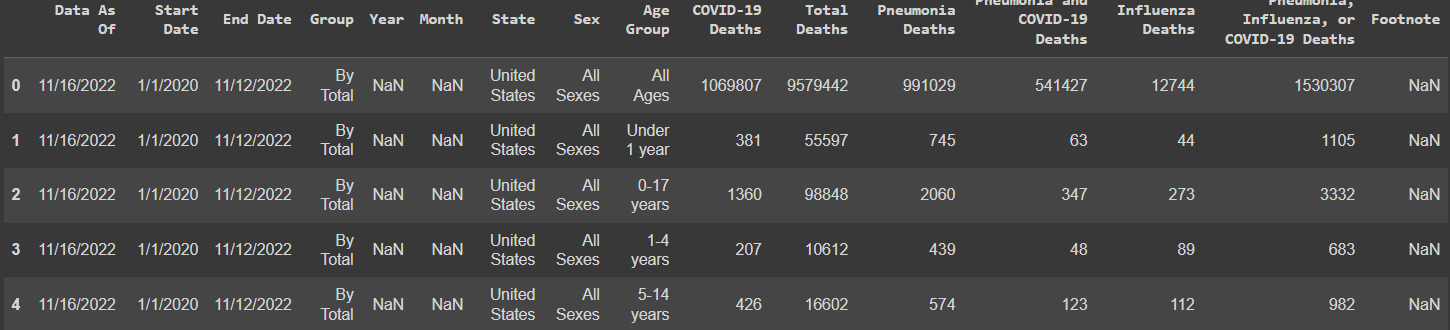 Data As Of Start Date End Date Group Year Month State Sex Age Group COVID-19 Deaths Total Deaths Pneumonia Deaths Pneumonia and COVID-19 Deaths Influenza Deaths Pneumonia, Influenza, or COVID-19 Deaths Footnote
0 11/16/2022 1/1/2020 11/12/2022 By Total NaN NaN United States All Sexes All Ages 1069807 9579442 991029 541427 12744 1530307 NaN
1 11/16/2022 1/1/2020 11/12/2022 By Total NaN NaN United States All Sexes Under 1 year 381 55597 745 63 44 1105 NaN
2 11/16/2022 1/1/2020 11/12/2022 By Total NaN NaN United States All Sexes 0-17 years 1360 98848 2060 347 273 3332 NaN
3 11/16/2022 1/1/2020 11/12/2022 By Total NaN NaN United States All Sexes 1-4 years 207 10612 439 48 89 683 NaN
4 11/16/2022 1/1/2020 11/12/2022 By Total NaN NaN United States All Sexes 5-14 years 426 16602 574 123 112 982 NaN